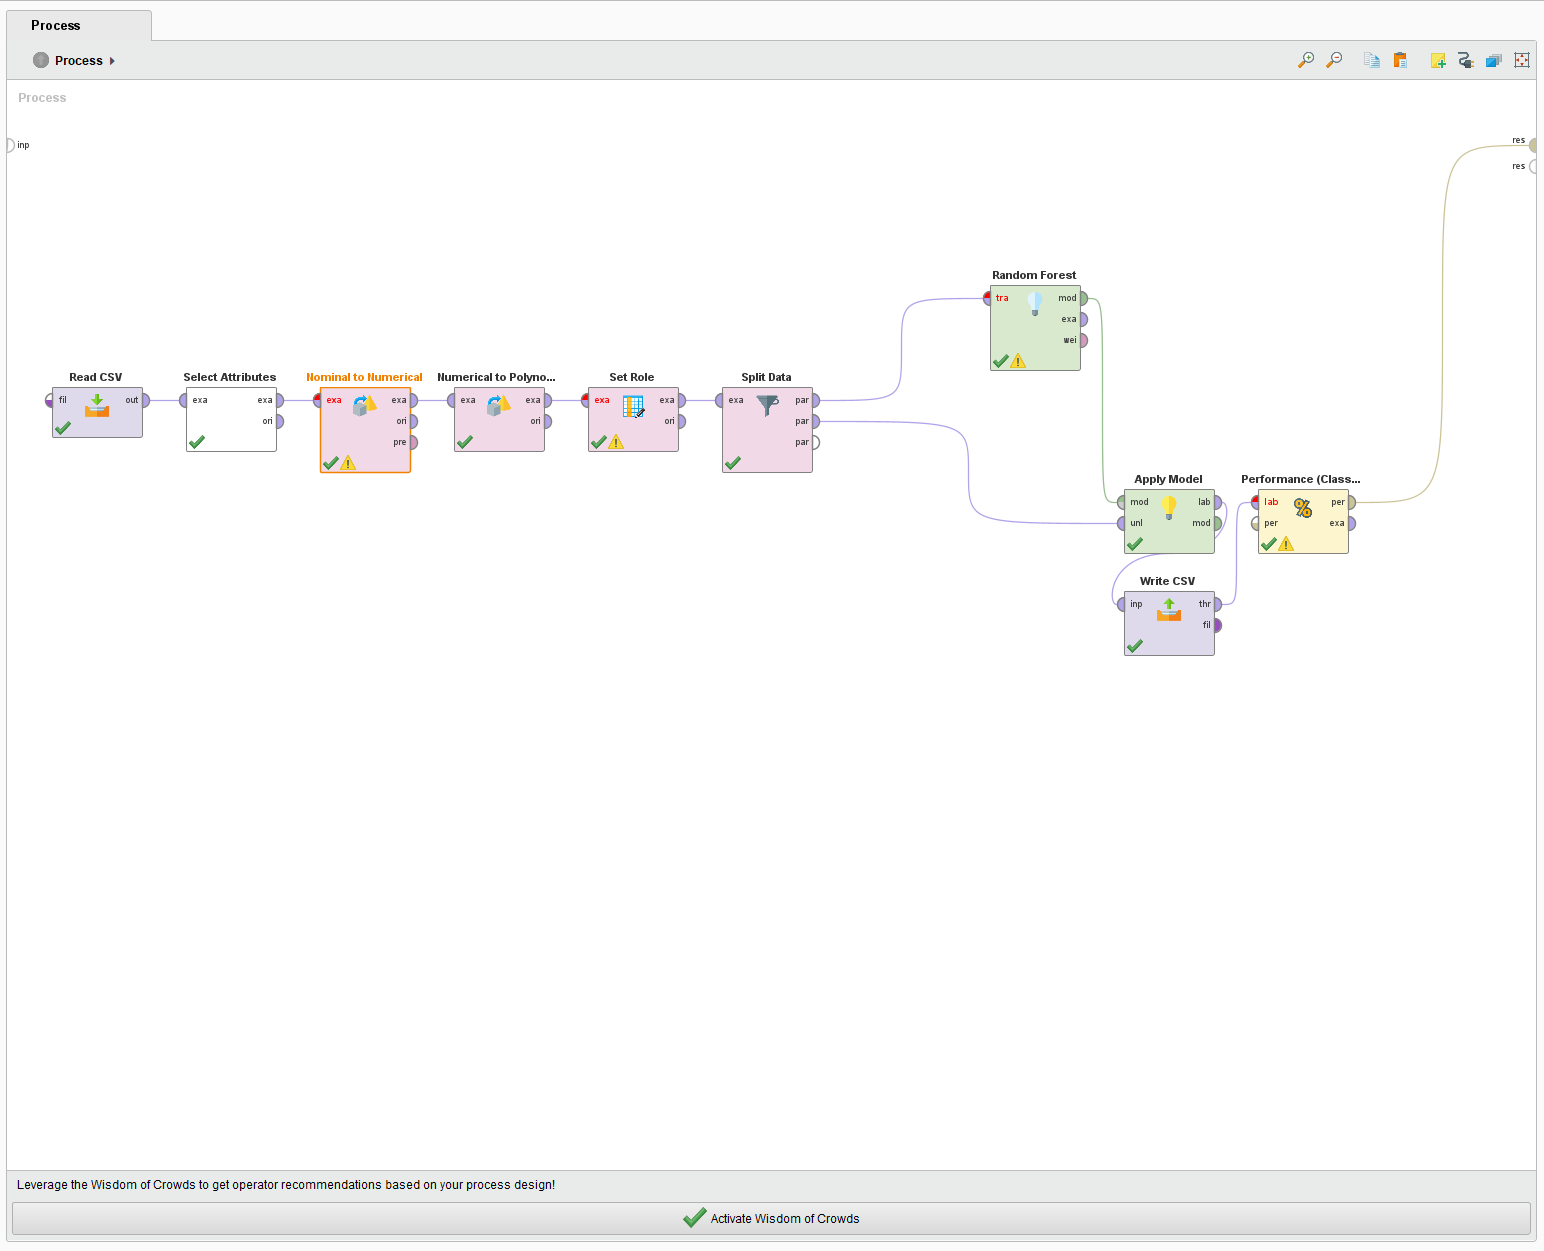 Process
Process
Process
inp
res
res
Random Forest
tra mod
exa
wei
Read CSV
fil out
Select Attributes
exa exa
ori
Nominal to Numerical
exa exa
ori
pre
Numerical to Polyno...
exa exa
ori
Set Role
exa exa
ori
Split Data
exa par
par
par
Apply Model
mod lab
unl mod
Performance (Class...
% 
lab per
per exa
Write CSV
inp thr
fil
Leverage the Wisdom of Crowds to get operator recommendations based on your process design!
Activate Wisdom of Crowds